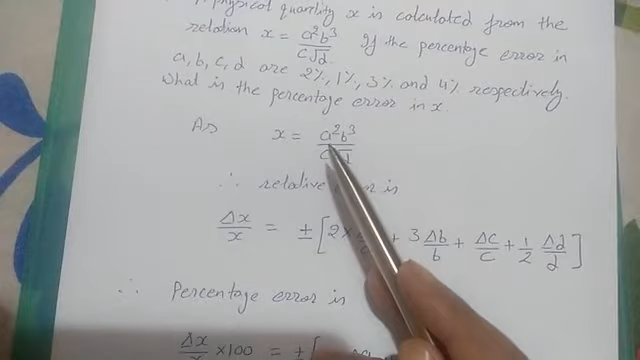 physical quantity x is calculated from the
relation x = a²b³/c√d. If the percentage error in
a, b, c, d are 2%, 1%, 3% and 4% respectively.
What is the percentage error in x.
As x = a²b³/c√d
∴ relative error is
Δx/x = ± [2 × Δa/a + 3 Δb/b + Δc/c + 1/2 Δd/d]
∴ Percentage error is
Δx/x × 100 = ± [